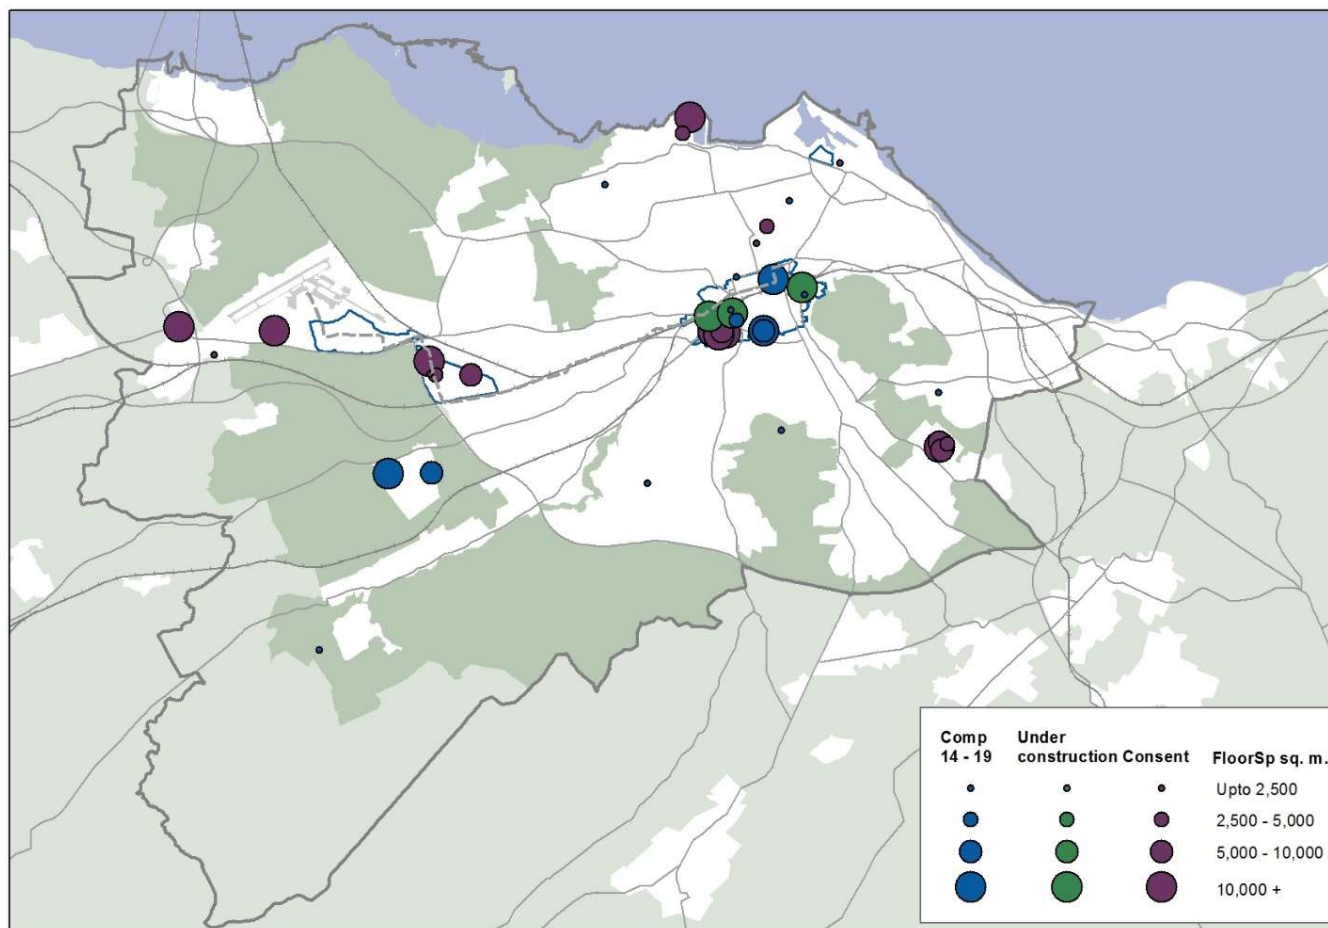 Comp 14 - 19
Under construction
Consent
FloorSp sq. m.
Upto 2,500
2,500 - 5,000
5,000 - 10,000
10,000 +